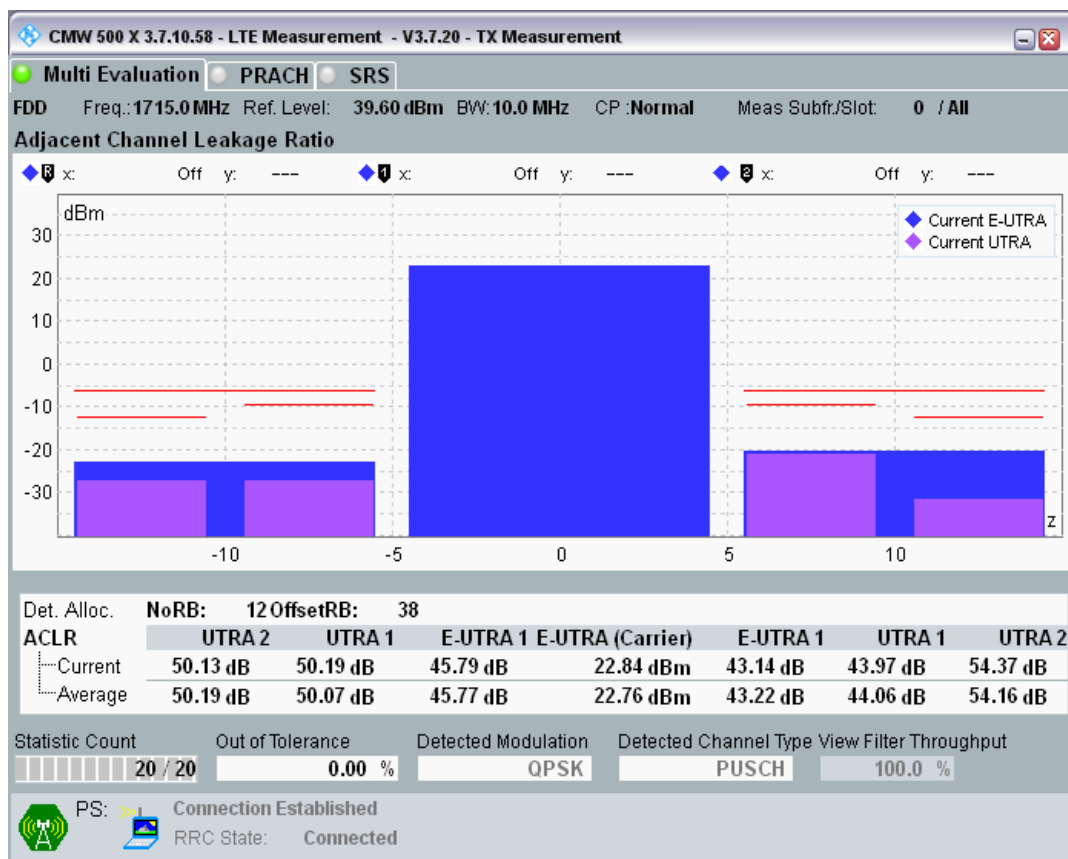 CMW 500 X 3.7.10.58 - LTE Measurement - V3.7.20 - TX Measurement
Multi Evaluation PRACH SRS
FDD Freq.: 1715.0 MHz Ref. Level: 39.60 dBm BW: 10.0 MHz CP :Normal Meas Subfr./Slot: 0 / All
Adjacent Channel Leakage Ratio
R x: Off y: --- 1 x: Off y: --- 2 x: Off y: ---
dBm
Current E-UTRA
Current UTRA
30
20
10
0
-10
-20
-30
z
-10 -5 0 5 10
Det. Alloc. NoRB: 12 OffsetRB: 38
ACLR UTRA 2 UTRA 1 E-UTRA 1 E-UTRA (Carrier) E-UTRA 1 UTRA 1 UTRA 2
Current 50.13 dB 50.19 dB 45.79 dB 22.84 dBm 43.14 dB 43.97 dB 54.37 dB
Average 50.19 dB 50.07 dB 45.77 dB 22.76 dBm 43.22 dB 44.06 dB 54.16 dB
Statistic Count Out of Tolerance Detected Modulation Detected Channel Type View Filter Throughput
20 / 20 0.00 % QPSK PUSCH 100.0 %
PS: Connection Established
RRC State: Connected